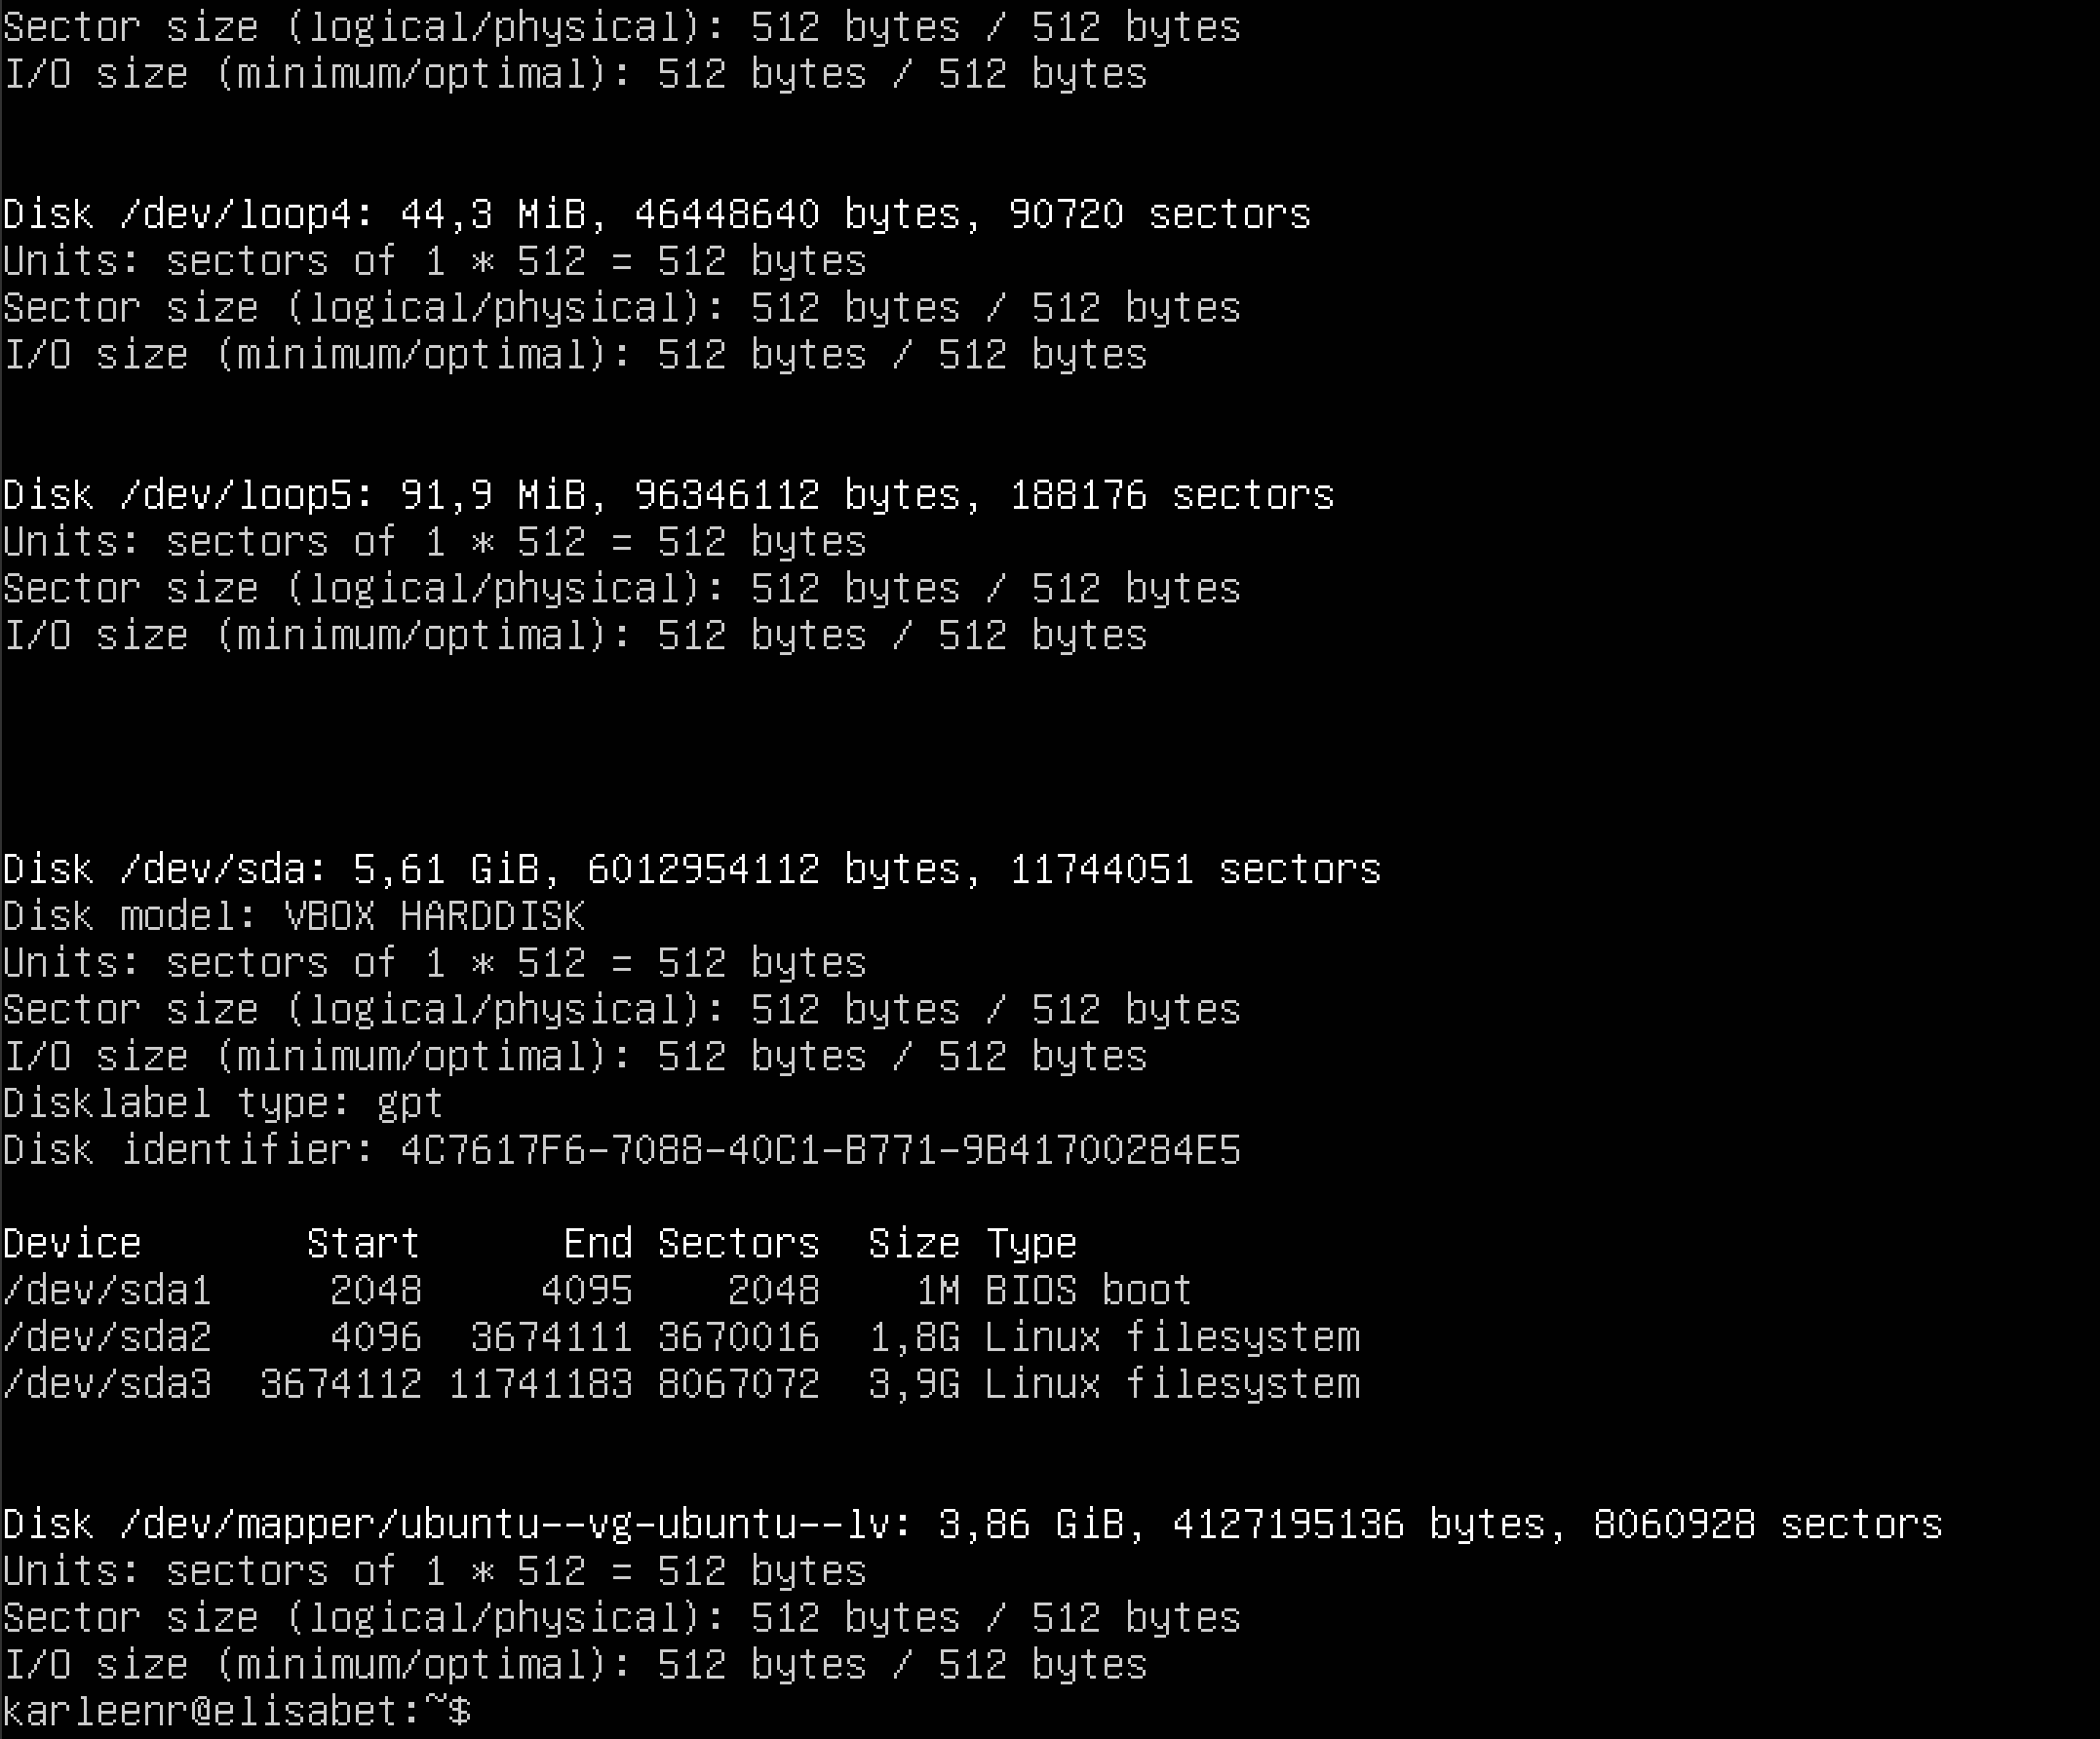 Sector size (logical/physical): 512 bytes / 512 bytes
I/O size (minimum/optimal): 512 bytes / 512 bytes
Disk /dev/loop4: 44,3 MiB, 46448640 bytes, 90720 sectors
Units: sectors of 1 * 512 = 512 bytes
Sector size (logical/physical): 512 bytes / 512 bytes
I/O size (minimum/optimal): 512 bytes / 512 bytes
Disk /dev/loop5: 91,9 MiB, 96346112 bytes, 188176 sectors
Units: sectors of 1 * 512 = 512 bytes
Sector size (logical/physical): 512 bytes / 512 bytes
I/O size (minimum/optimal): 512 bytes / 512 bytes
Disk /dev/sda: 5,61 GiB, 6012954112 bytes, 11744051 sectors
Disk model: VBOX HARDDISK
Units: sectors of 1 * 512 = 512 bytes
Sector size (logical/physical): 512 bytes / 512 bytes
I/O size (minimum/optimal): 512 bytes / 512 bytes
Disklabel type: gpt
Disk identifier: 4C7617F6-7088-40C1-B771-9B41700284E5
Device       Start      End Sectors  Size Type
/dev/sda1     2048     4095    2048    1M BIOS boot
/dev/sda2     4096  3674111 3670016  1,8G Linux filesystem
/dev/sda3  3674112 11741183 8067072  3,9G Linux filesystem
Disk /dev/mapper/ubuntu--vg-ubuntu--lv: 3,86 GiB, 4127195136 bytes, 8060928 sectors
Units: sectors of 1 * 512 = 512 bytes
Sector size (logical/physical): 512 bytes / 512 bytes
I/O size (minimum/optimal): 512 bytes / 512 bytes
karleenr@elisabet:~$